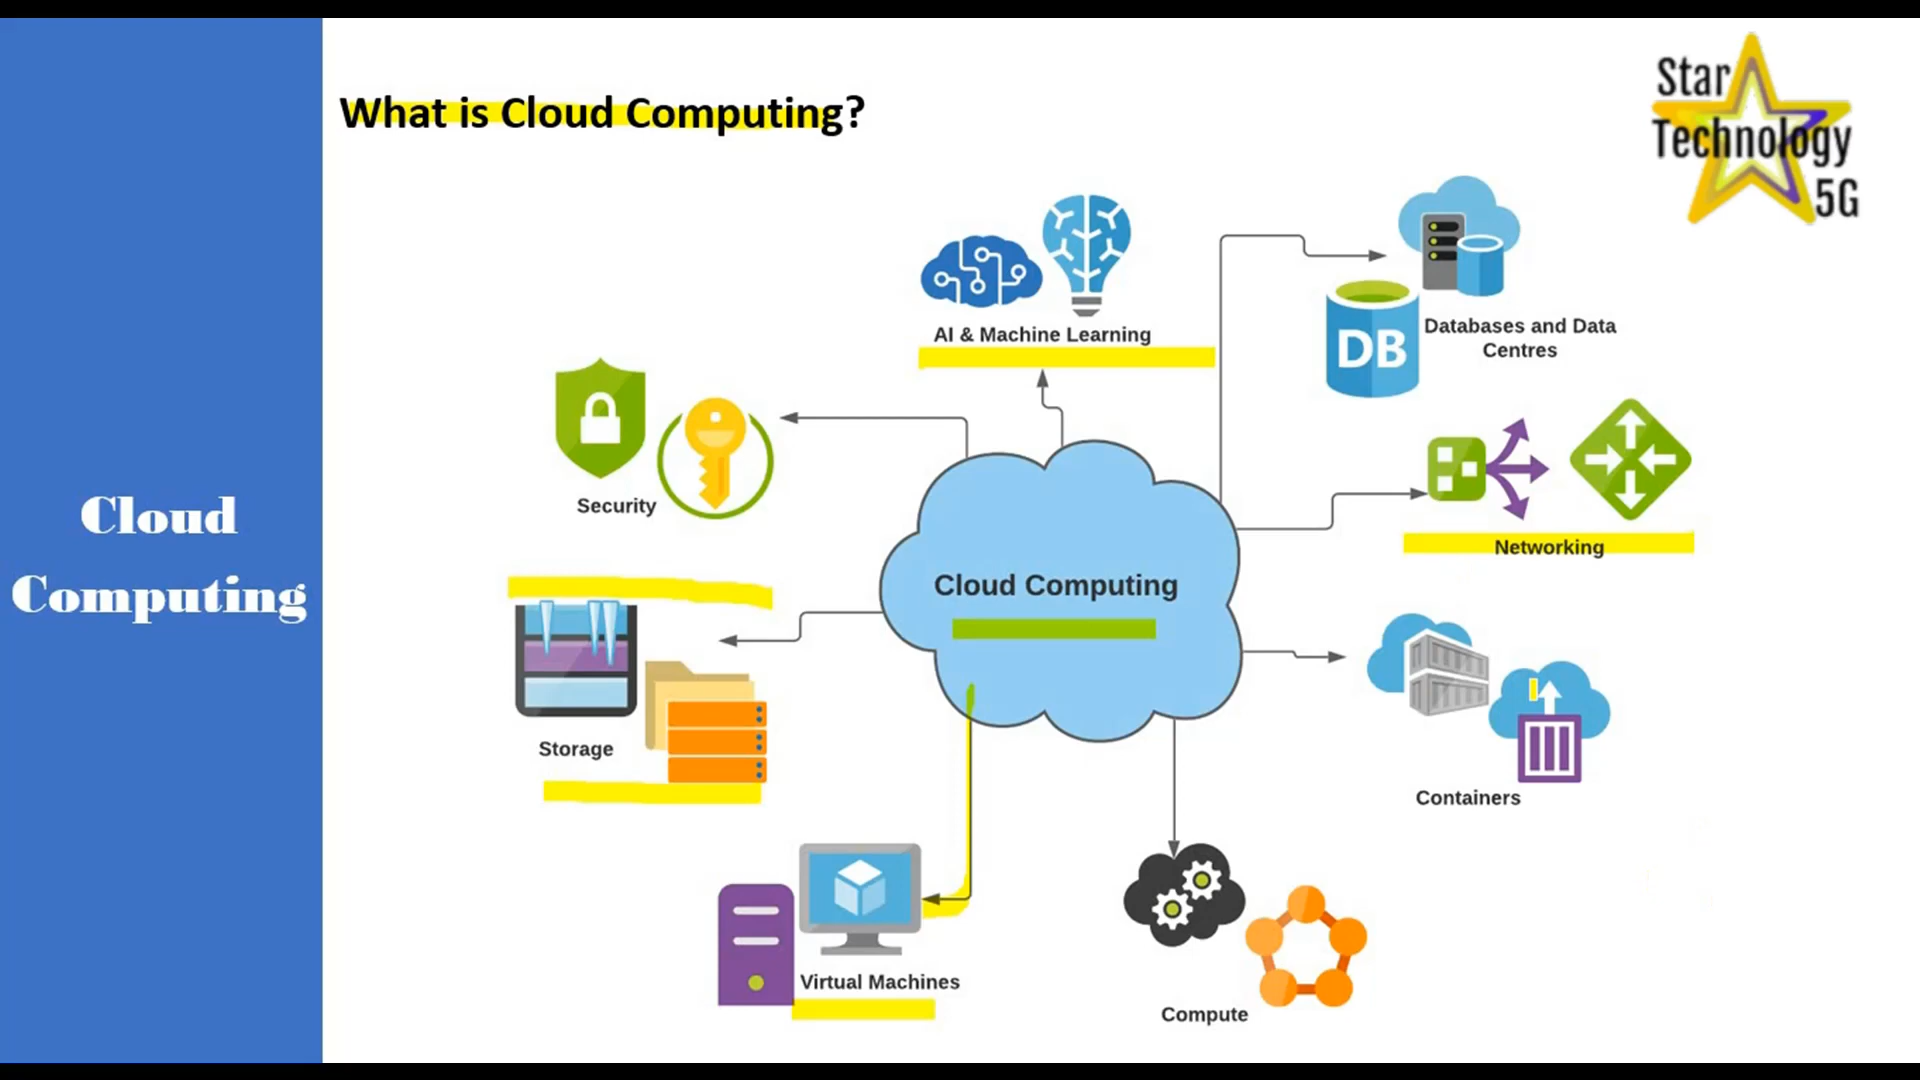 What is Cloud Computing?
Star
Technology
5G
Cloud
Computing
AI & Machine Learning
DB
Databases and Data
Centres
Security
Networking
Cloud Computing
Storage
Containers
Virtual Machines
Compute